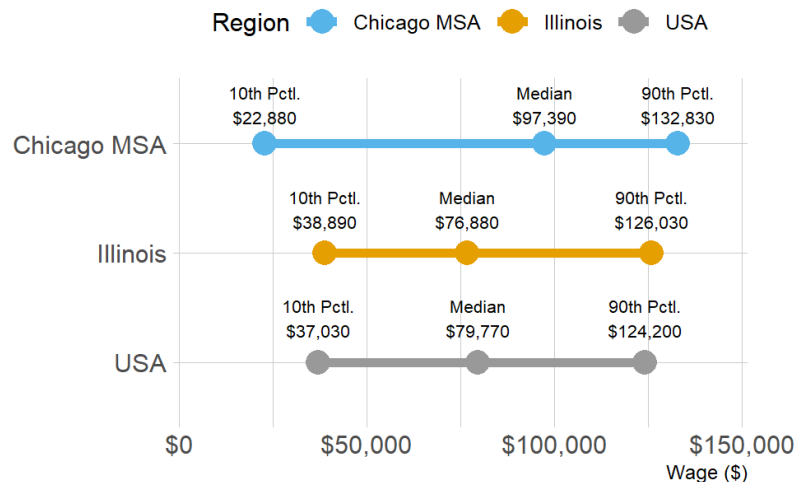 Region Chicago MSA Illinois USA
10th Pctl. Median 90th Pctl.
$22,880 $97,390 $132,830
Chicago MSA
10th Pctl. Median 90th Pctl.
$38,890 $76,880 $126,030
Illinois
10th Pctl. Median 90th Pctl.
$37,030 $79,770 $124,200
USA
$0 $50,000 $100,000 $150,000
Wage ($)